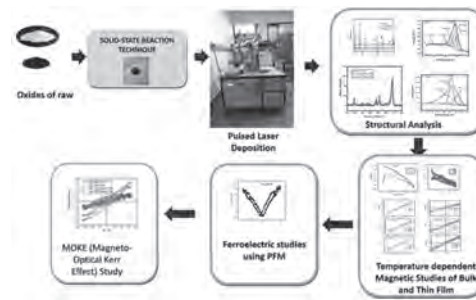 SOLID-STATE REACTION
TECHNIQUE
Oxides of raw
Pulsed Laser
Deposition
Structural Analysis
Temperature dependent
Magnetic Studies of Bulk
and Thin Film
Ferroelectric studies
using PFM
MOKE (Magneto-
Optical Kerr
Effect) Study